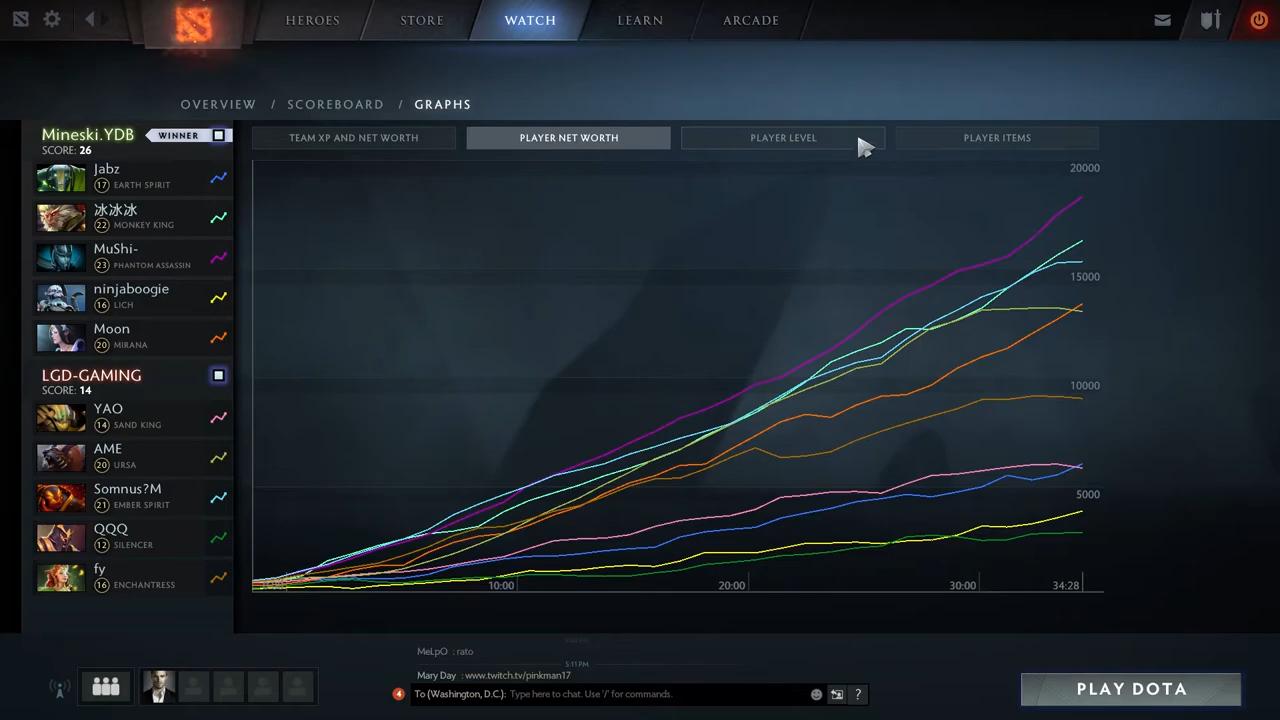 HEROES
STORE
WATCH
LEARN
ARCADE
OVERVIEW / SCOREBOARD / GRAPHS
Mineski.YDB
WINNER
SCORE: 26
TEAM XP AND NET WORTH
PLAYER NET WORTH
PLAYER LEVEL
PLAYER ITEMS
Jabz
17 EARTH SPIRIT
冰冰冰
22 MONKEY KING
MuShi-
23 PHANTOM ASSASSIN
ninjaboogie
16 LICH
Moon
20 MIRANA
LGD-GAMING
SCORE: 14
YAO
14 SAND KING
AME
20 URSA
Somnus?M
21 EMBER SPIRIT
QQQ
12 SILENCER
fy
16 ENCHANTRESS
20000
15000
10000
5000
10:00
20:00
30:00
34:28
MeLpO : rato
5:11 PM
Mary Day : www.twitch.tv/pinkman17
4
To (Washington, D.C.): Type here to chat. Use '/' for commands.
?
PLAY DOTA